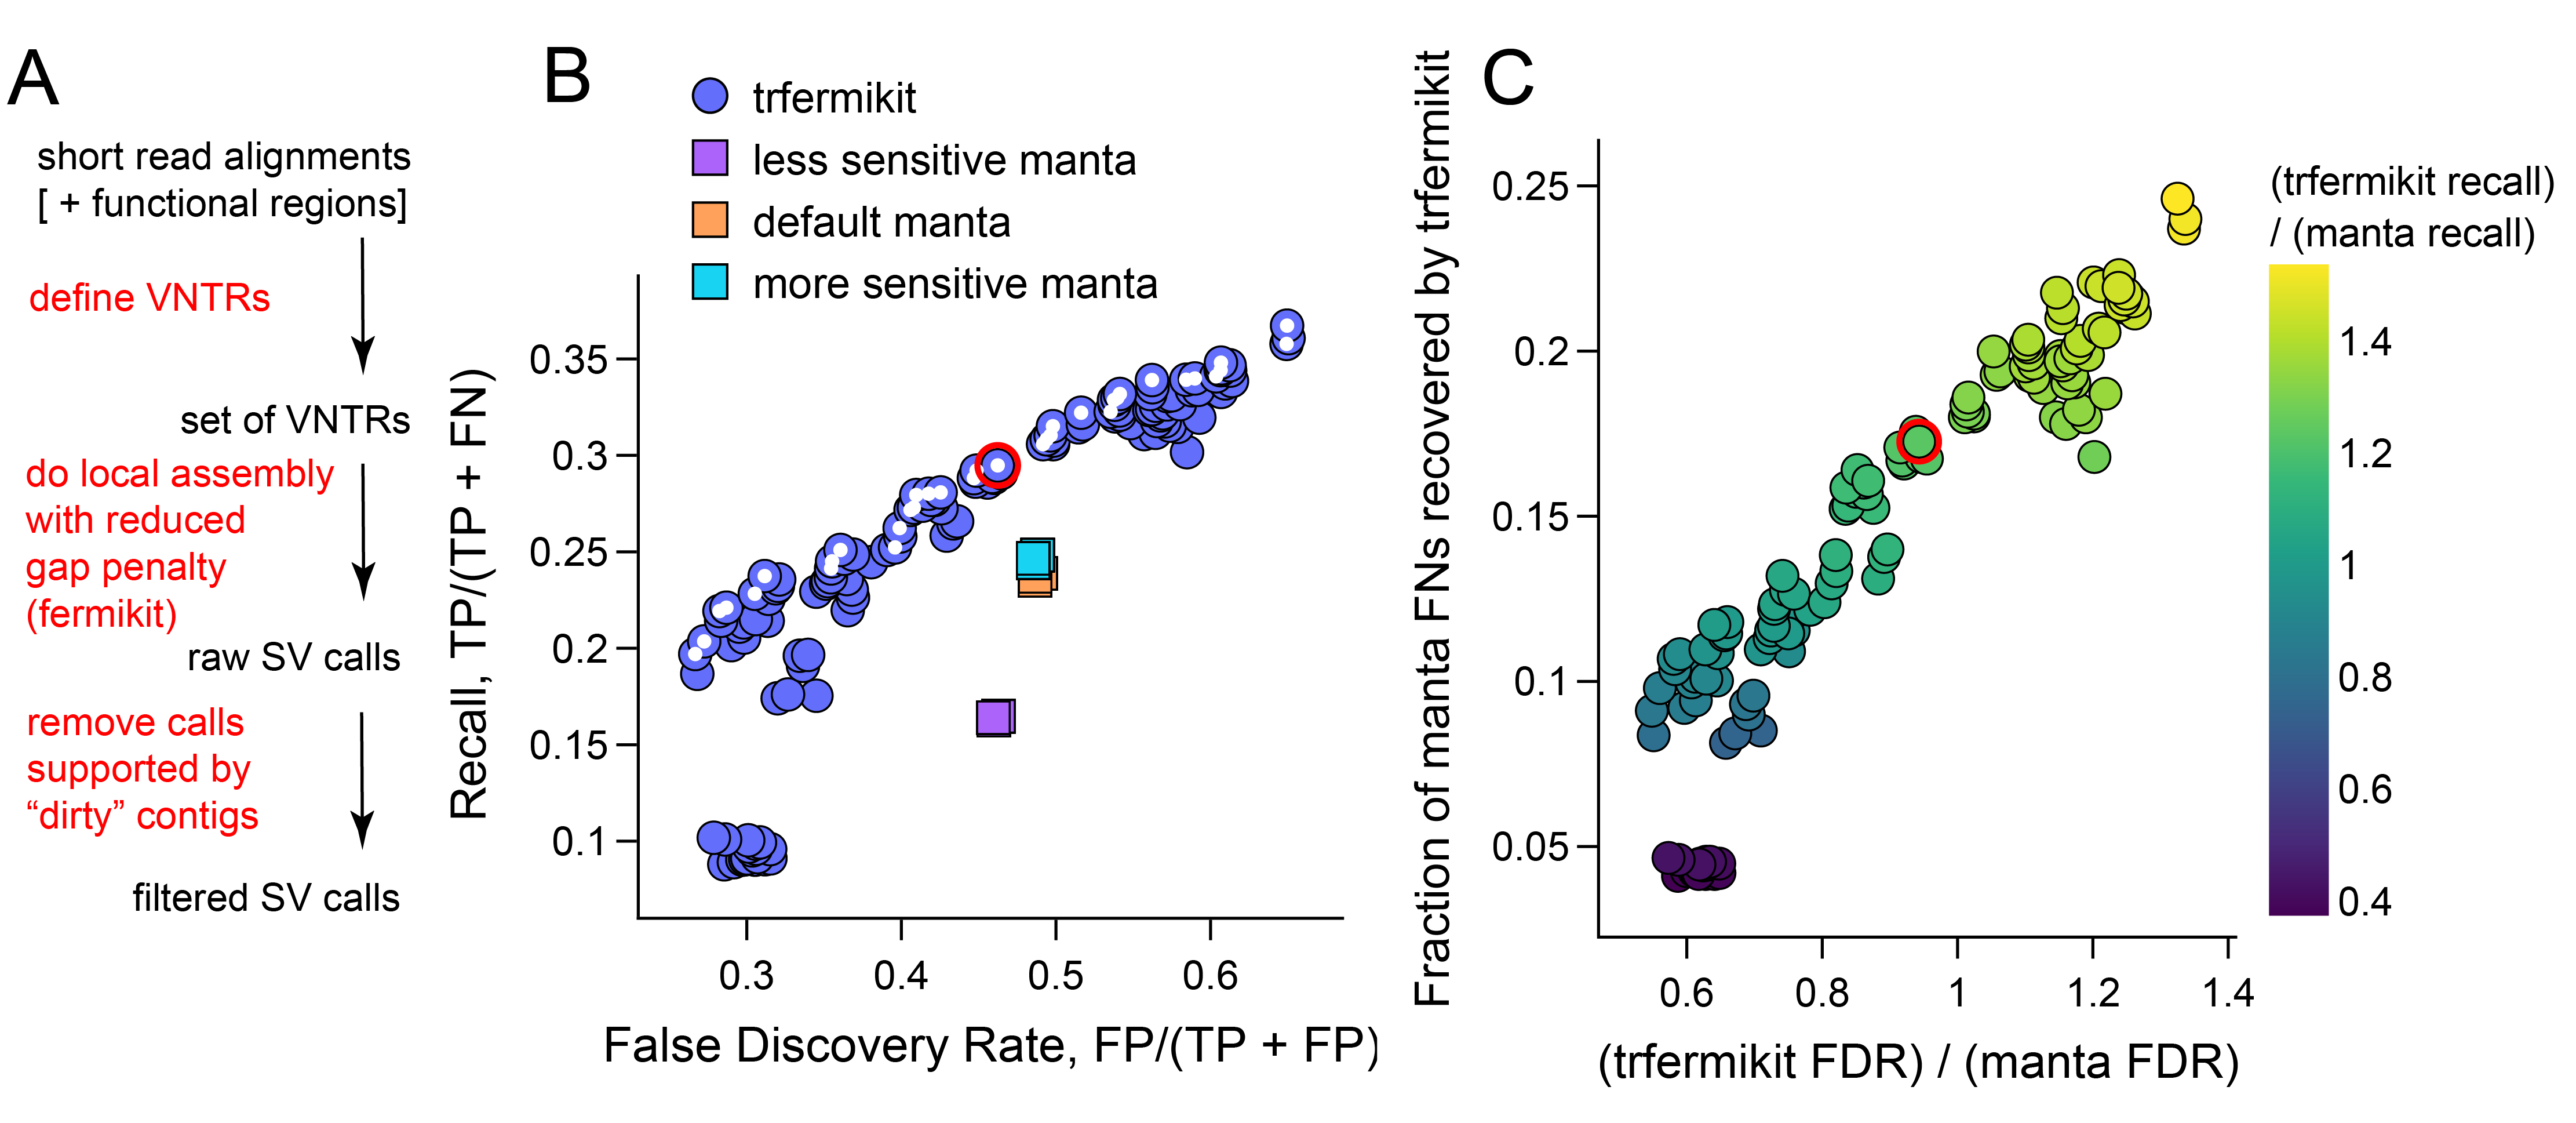 A
short read alignments
[ + functional regions]
define VNTRs
set of VNTRs
do local assembly
with reduced
gap penalty
(fermikit)
raw SV calls
remove calls
supported by
“dirty” contigs
filtered SV calls
B
trfermikit
less sensitive manta
default manta
more sensitive manta
Recall, TP/(TP + FN)
0.35
0.3
0.25
0.2
0.15
0.1
0.3 0.4 0.5 0.6
False Discovery Rate, FP/(TP + FP)
C
Fraction of manta FNs recovered by trfermikit
0.25
0.2
0.15
0.1
0.05
0.6 0.8 1 1.2 1.4
(trfermikit FDR) / (manta FDR)
(trfermikit recall)
/ (manta recall)
1.4
1.2
1
0.8
0.6
0.4